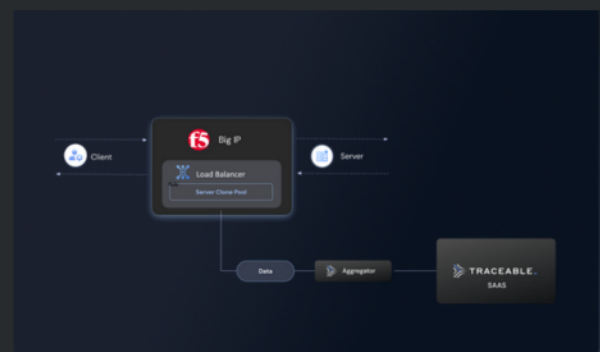 f5 Big IP
Client
Load Balancer
Server Clone Pool
Server
Data
Aggregator
TRACEABLE
SAAS